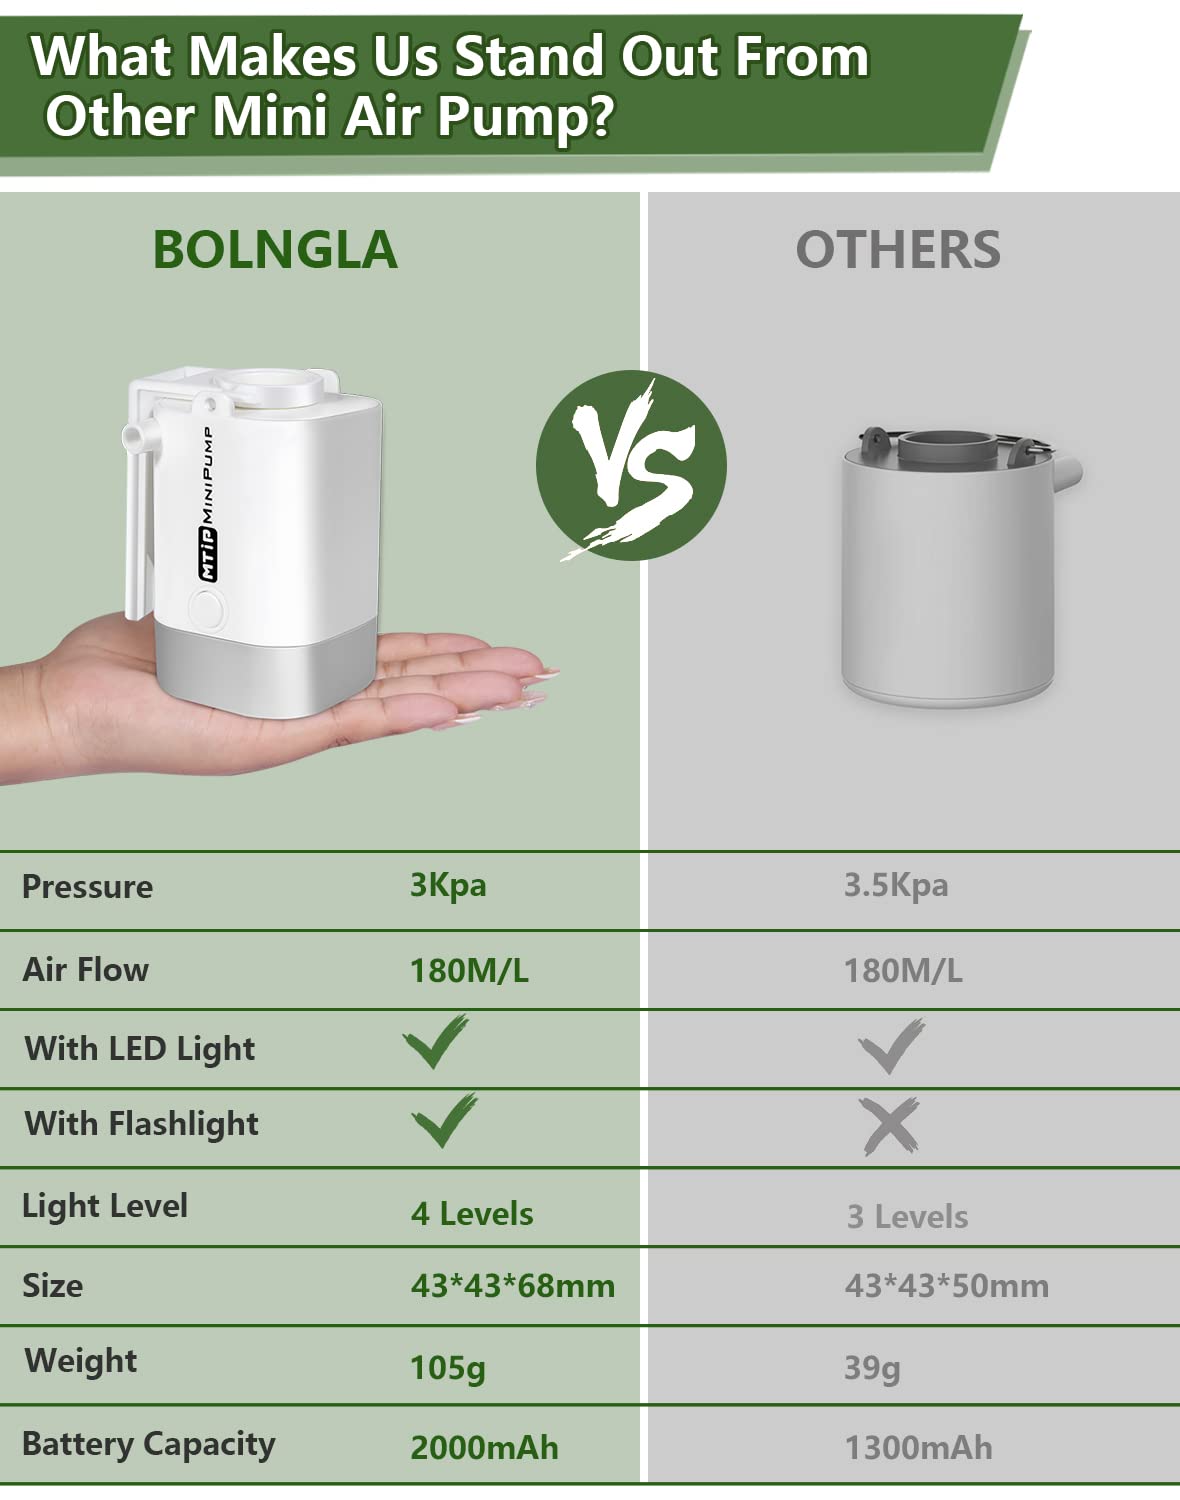 What Makes Us Stand Out From
Other Mini Air Pump?
BOLNGLA
OTHERS
VS
MTiP MINIPUMP
Pressure 3Kpa 3.5Kpa
Air Flow 180M/L 180M/L
With LED Light
With Flashlight
Light Level 4 Levels 3 Levels
Size 43*43*68mm 43*43*50mm
Weight 105g 39g
Battery Capacity 2000mAh 1300mAh